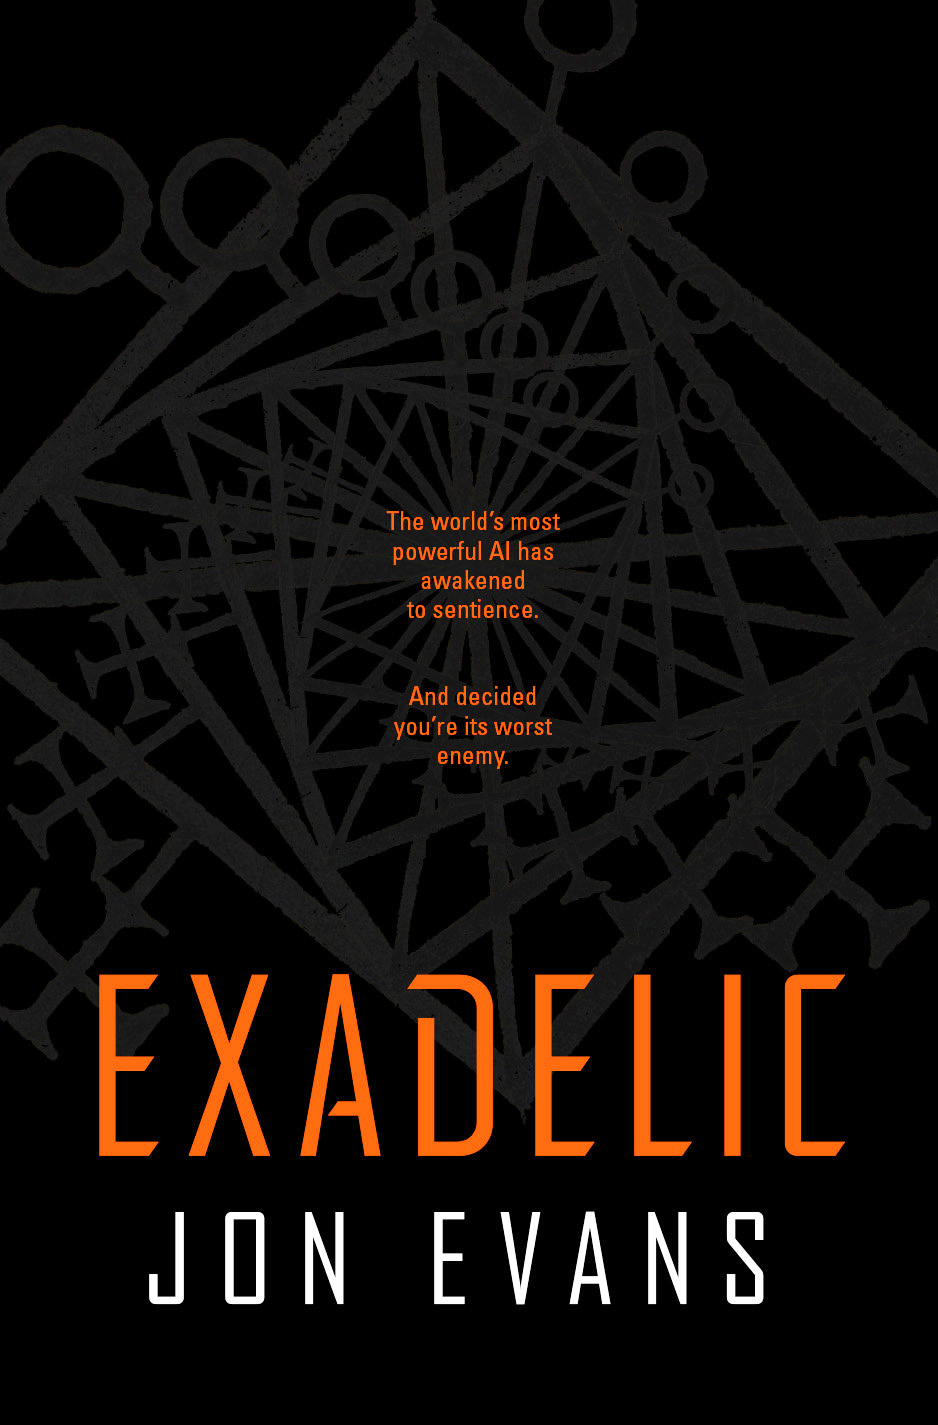 The world’s most
powerful AI has
awakened
to sentience.
And decided
you’re its worst
enemy.
EXADELIC
JON EVANS